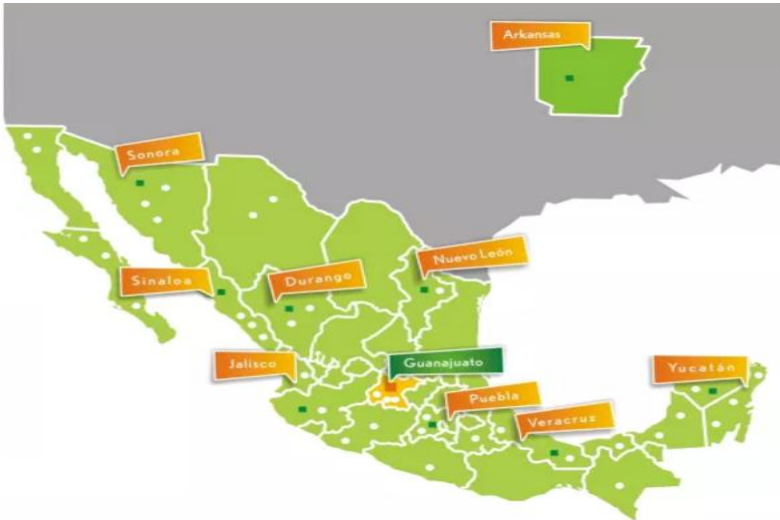 Arkansas
Sonora
Nuevo León
Sinaloa
Durango
Jalisco
Guanajuato
Yucatán
Puebla
Veracruz